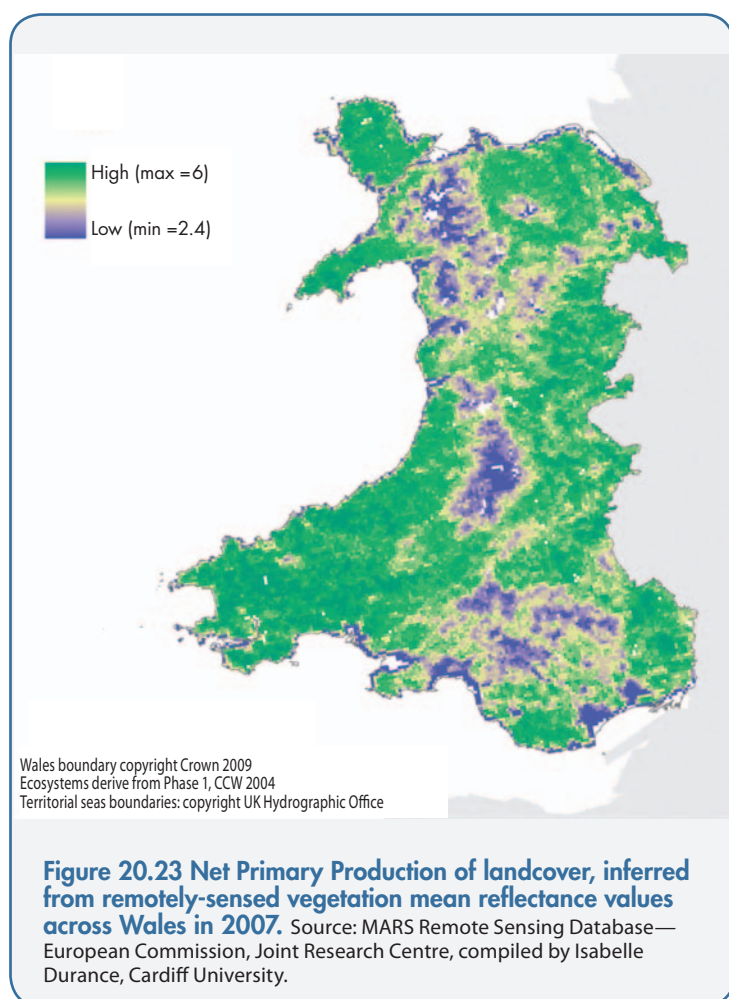 High (max =6)
Low (min =2.4)
Wales boundary copyright Crown 2009
Ecosystems derive from Phase 1, CCW 2004
Territorial seas boundaries: copyright UK Hydrographic Office
Figure 20.23 Net Primary Production of landcover, inferred
from remotely-sensed vegetation mean reflectance values
across Wales in 2007. Source: MARS Remote Sensing Database—
European Commission, Joint Research Centre, compiled by Isabelle
Durance, Cardiff University.